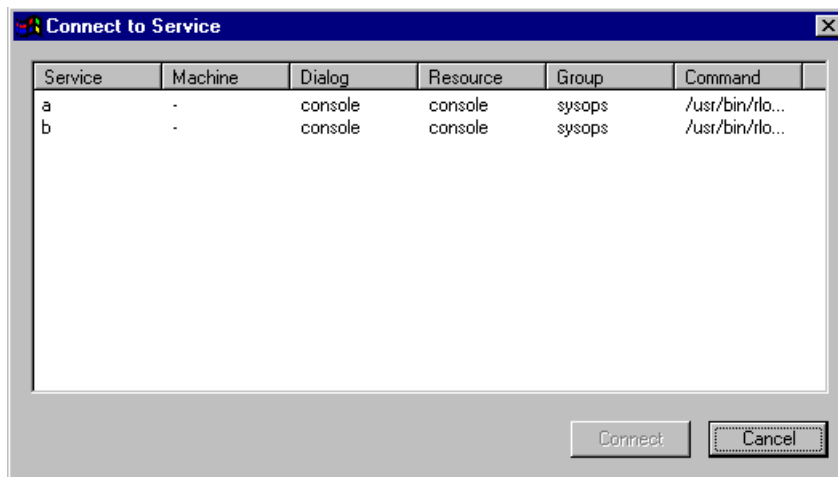 Connect to Service
Service Machine Dialog Resource Group Command
a - console console sysops /usr/bin/rlo...
b - console console sysops /usr/bin/rlo...
Connect Cancel